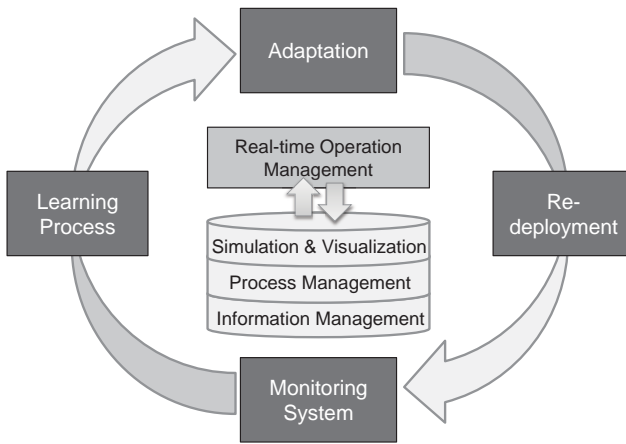 Adaptation
Real-time Operation
Management
Learning
Process
Re-
deployment
Simulation & Visualization
Process Management
Information Management
Monitoring
System